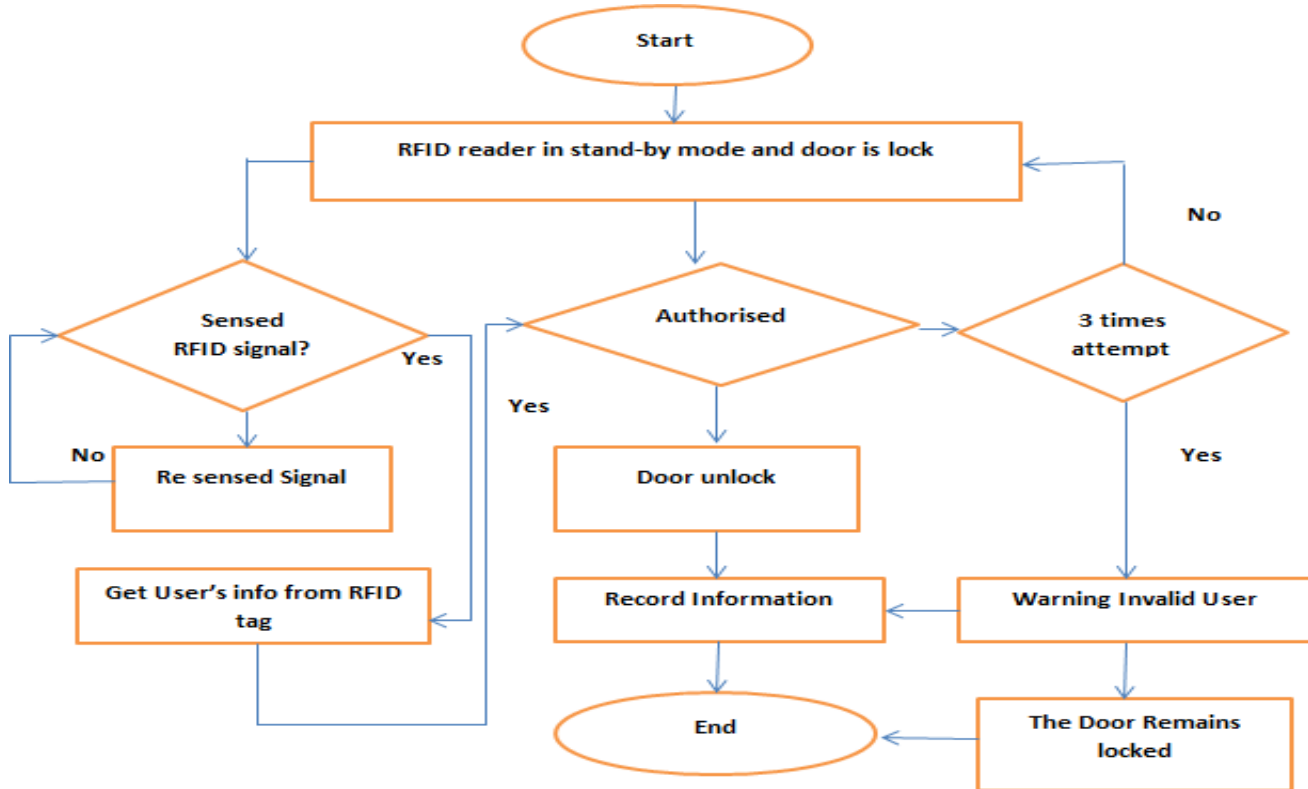 Start
RFID reader in stand-by mode and door is lock
No
Sensed
RFID signal?
Authorised
3 times
attempt
Yes
Yes
Yes
No
Re sensed Signal
Door unlock
Get User's info from RFID
tag
Record Information
Warning Invalid User
End
The Door Remains
locked